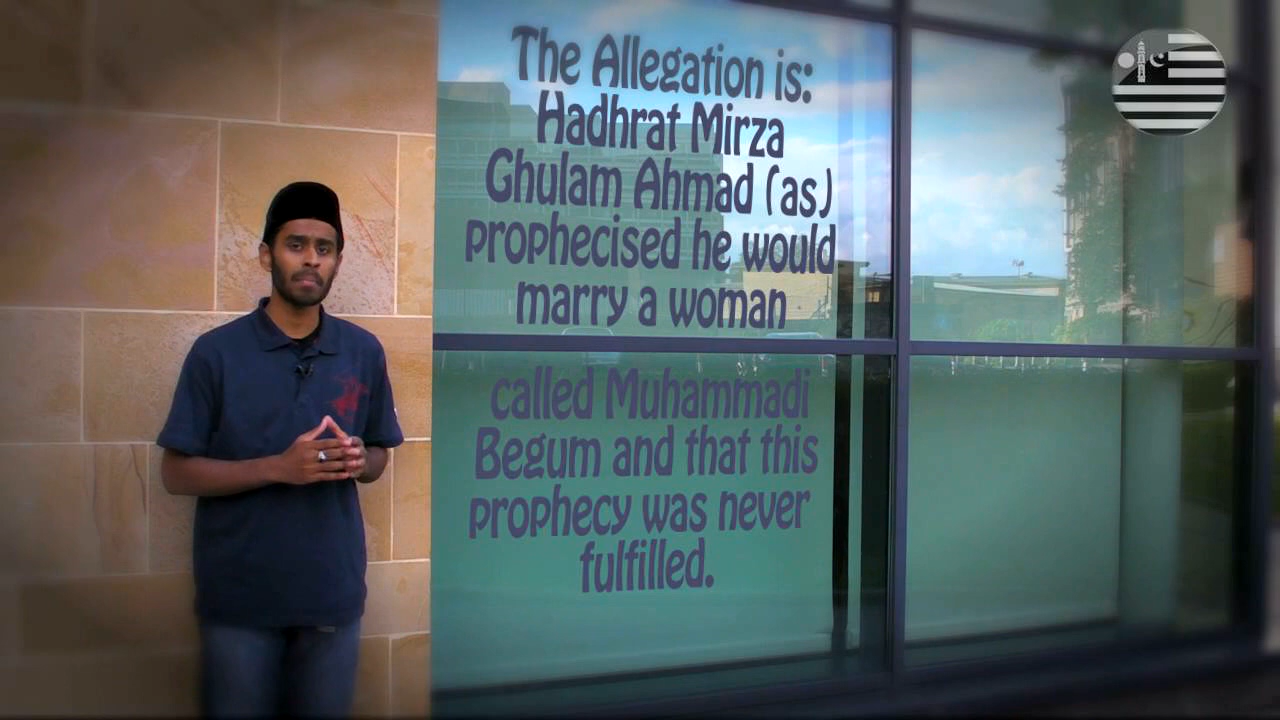 The Allegation is:
Hadhrat Mirza
Ghulam Ahmad (as)
prophecised he would
marry a woman
called Muhammadi
Begum and that this
prophecy was never
fulfilled.